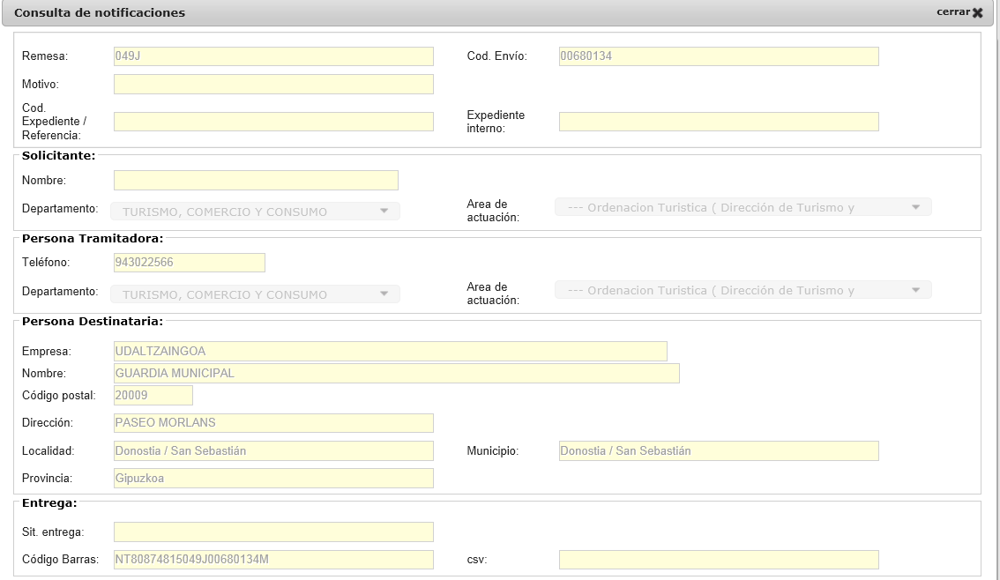 Consulta de notificaciones cerrar
Remesa: 049J Cod. Envío: 00680134
Motivo:
Cod.
Expediente /
Referencia:
Expediente
interno:
Solicitante:
Nombre:
Departamento: TURISMO, COMERCIO Y CONSUMO
Area de
actuación:
--- Ordenacion Turistica ( Dirección de Turismo y
Persona Tramitadora:
Teléfono: 943022566
Departamento: TURISMO, COMERCIO Y CONSUMO
Area de
actuación:
--- Ordenacion Turistica ( Dirección de Turismo y
Persona Destinataria:
Empresa: UDALTZAINGOA
Nombre: GUARDIA MUNICIPAL
Código postal: 20009
Dirección: PASEO MORLANS
Localidad: Donostia / San Sebastián Municipio: Donostia / San Sebastián
Provincia: Gipuzkoa
Entrega:
Sit. entrega:
Código Barras: NT80874815049J00680134M csv: